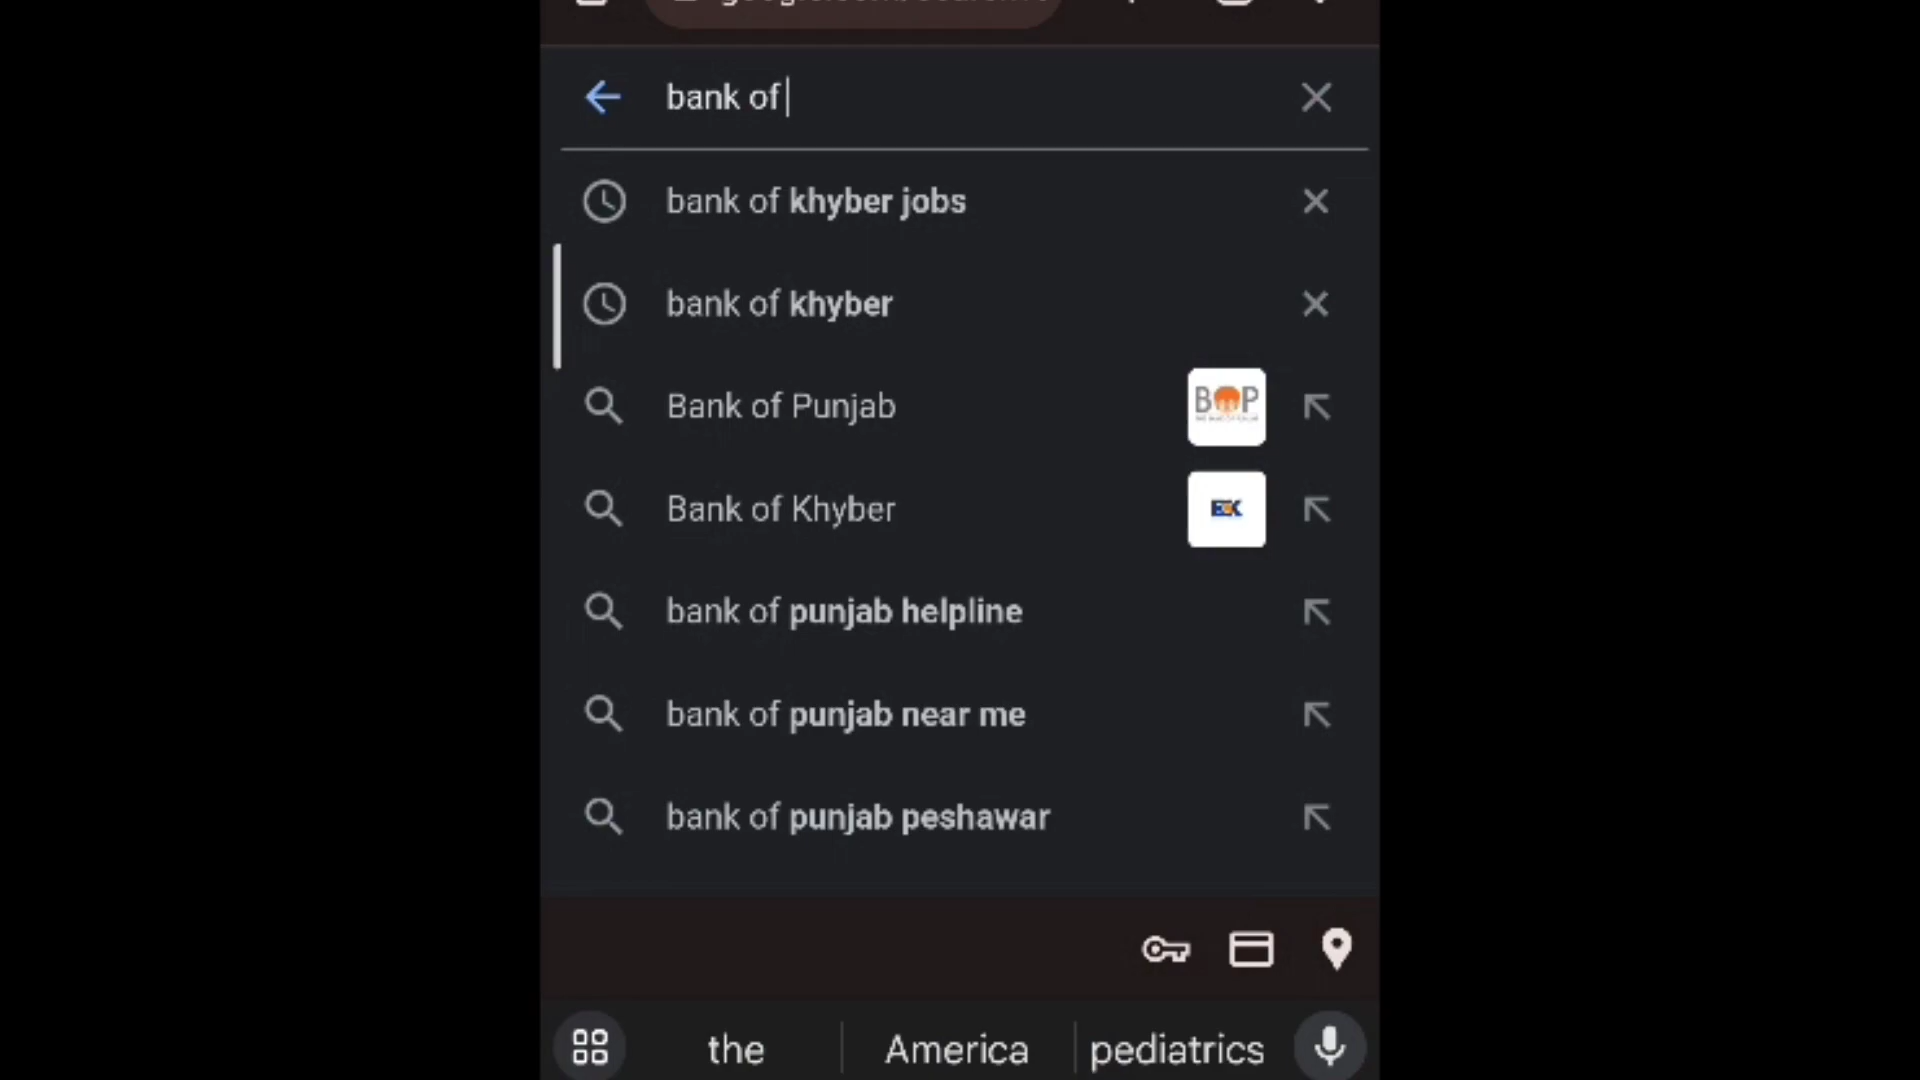 bank of
bank of khyber jobs
bank of khyber
Bank of Punjab
BOP
Bank of Khyber
BOK
bank of punjab helpline
bank of punjab near me
bank of punjab peshawar
the America pediatrics